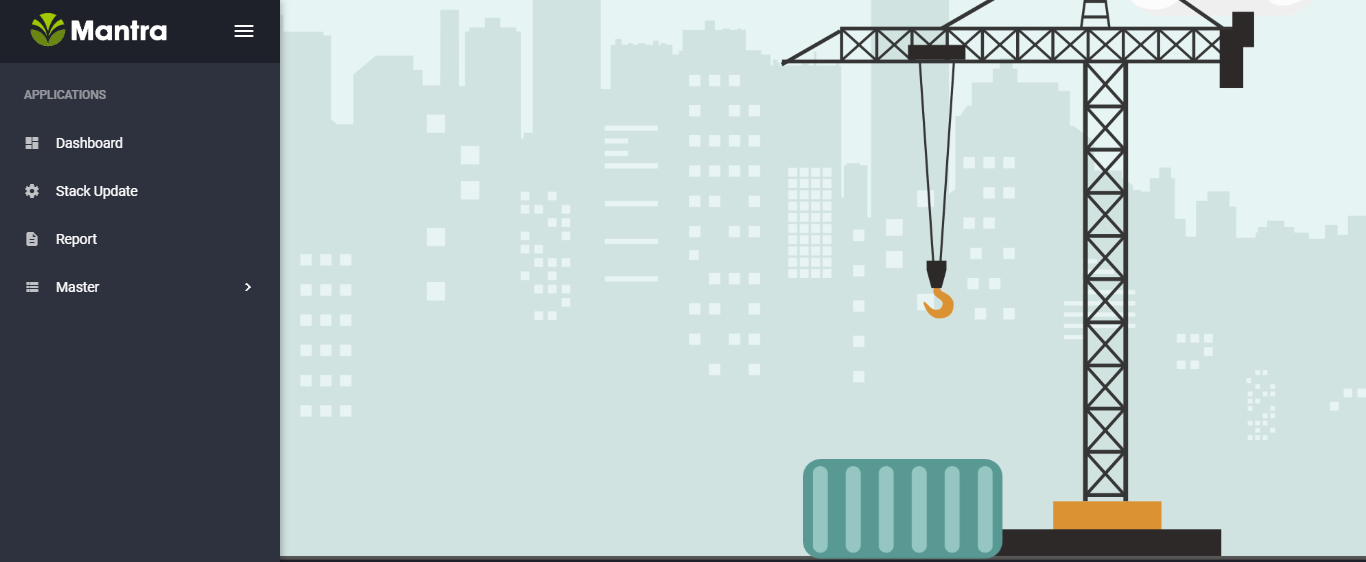 Mantra
APPLICATIONS
Dashboard
Stack Update
Report
Master